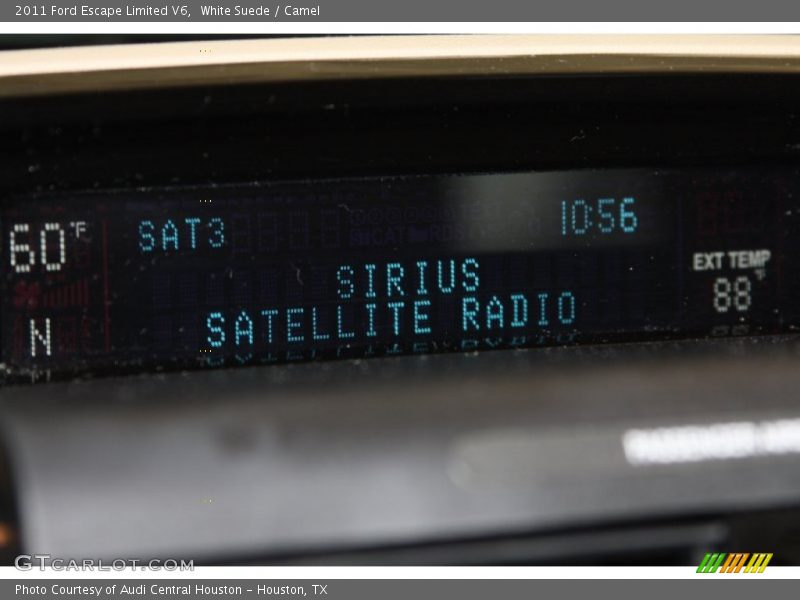 2011 Ford Escape Limited V6, White Suede / Camel
60°F SAT3 10:56
EXT TEMP
°F
SIRIUS
88
N SATELLITE RADIO
GTCARLOT.COM
Photo Courtesy of Audi Central Houston - Houston, TX